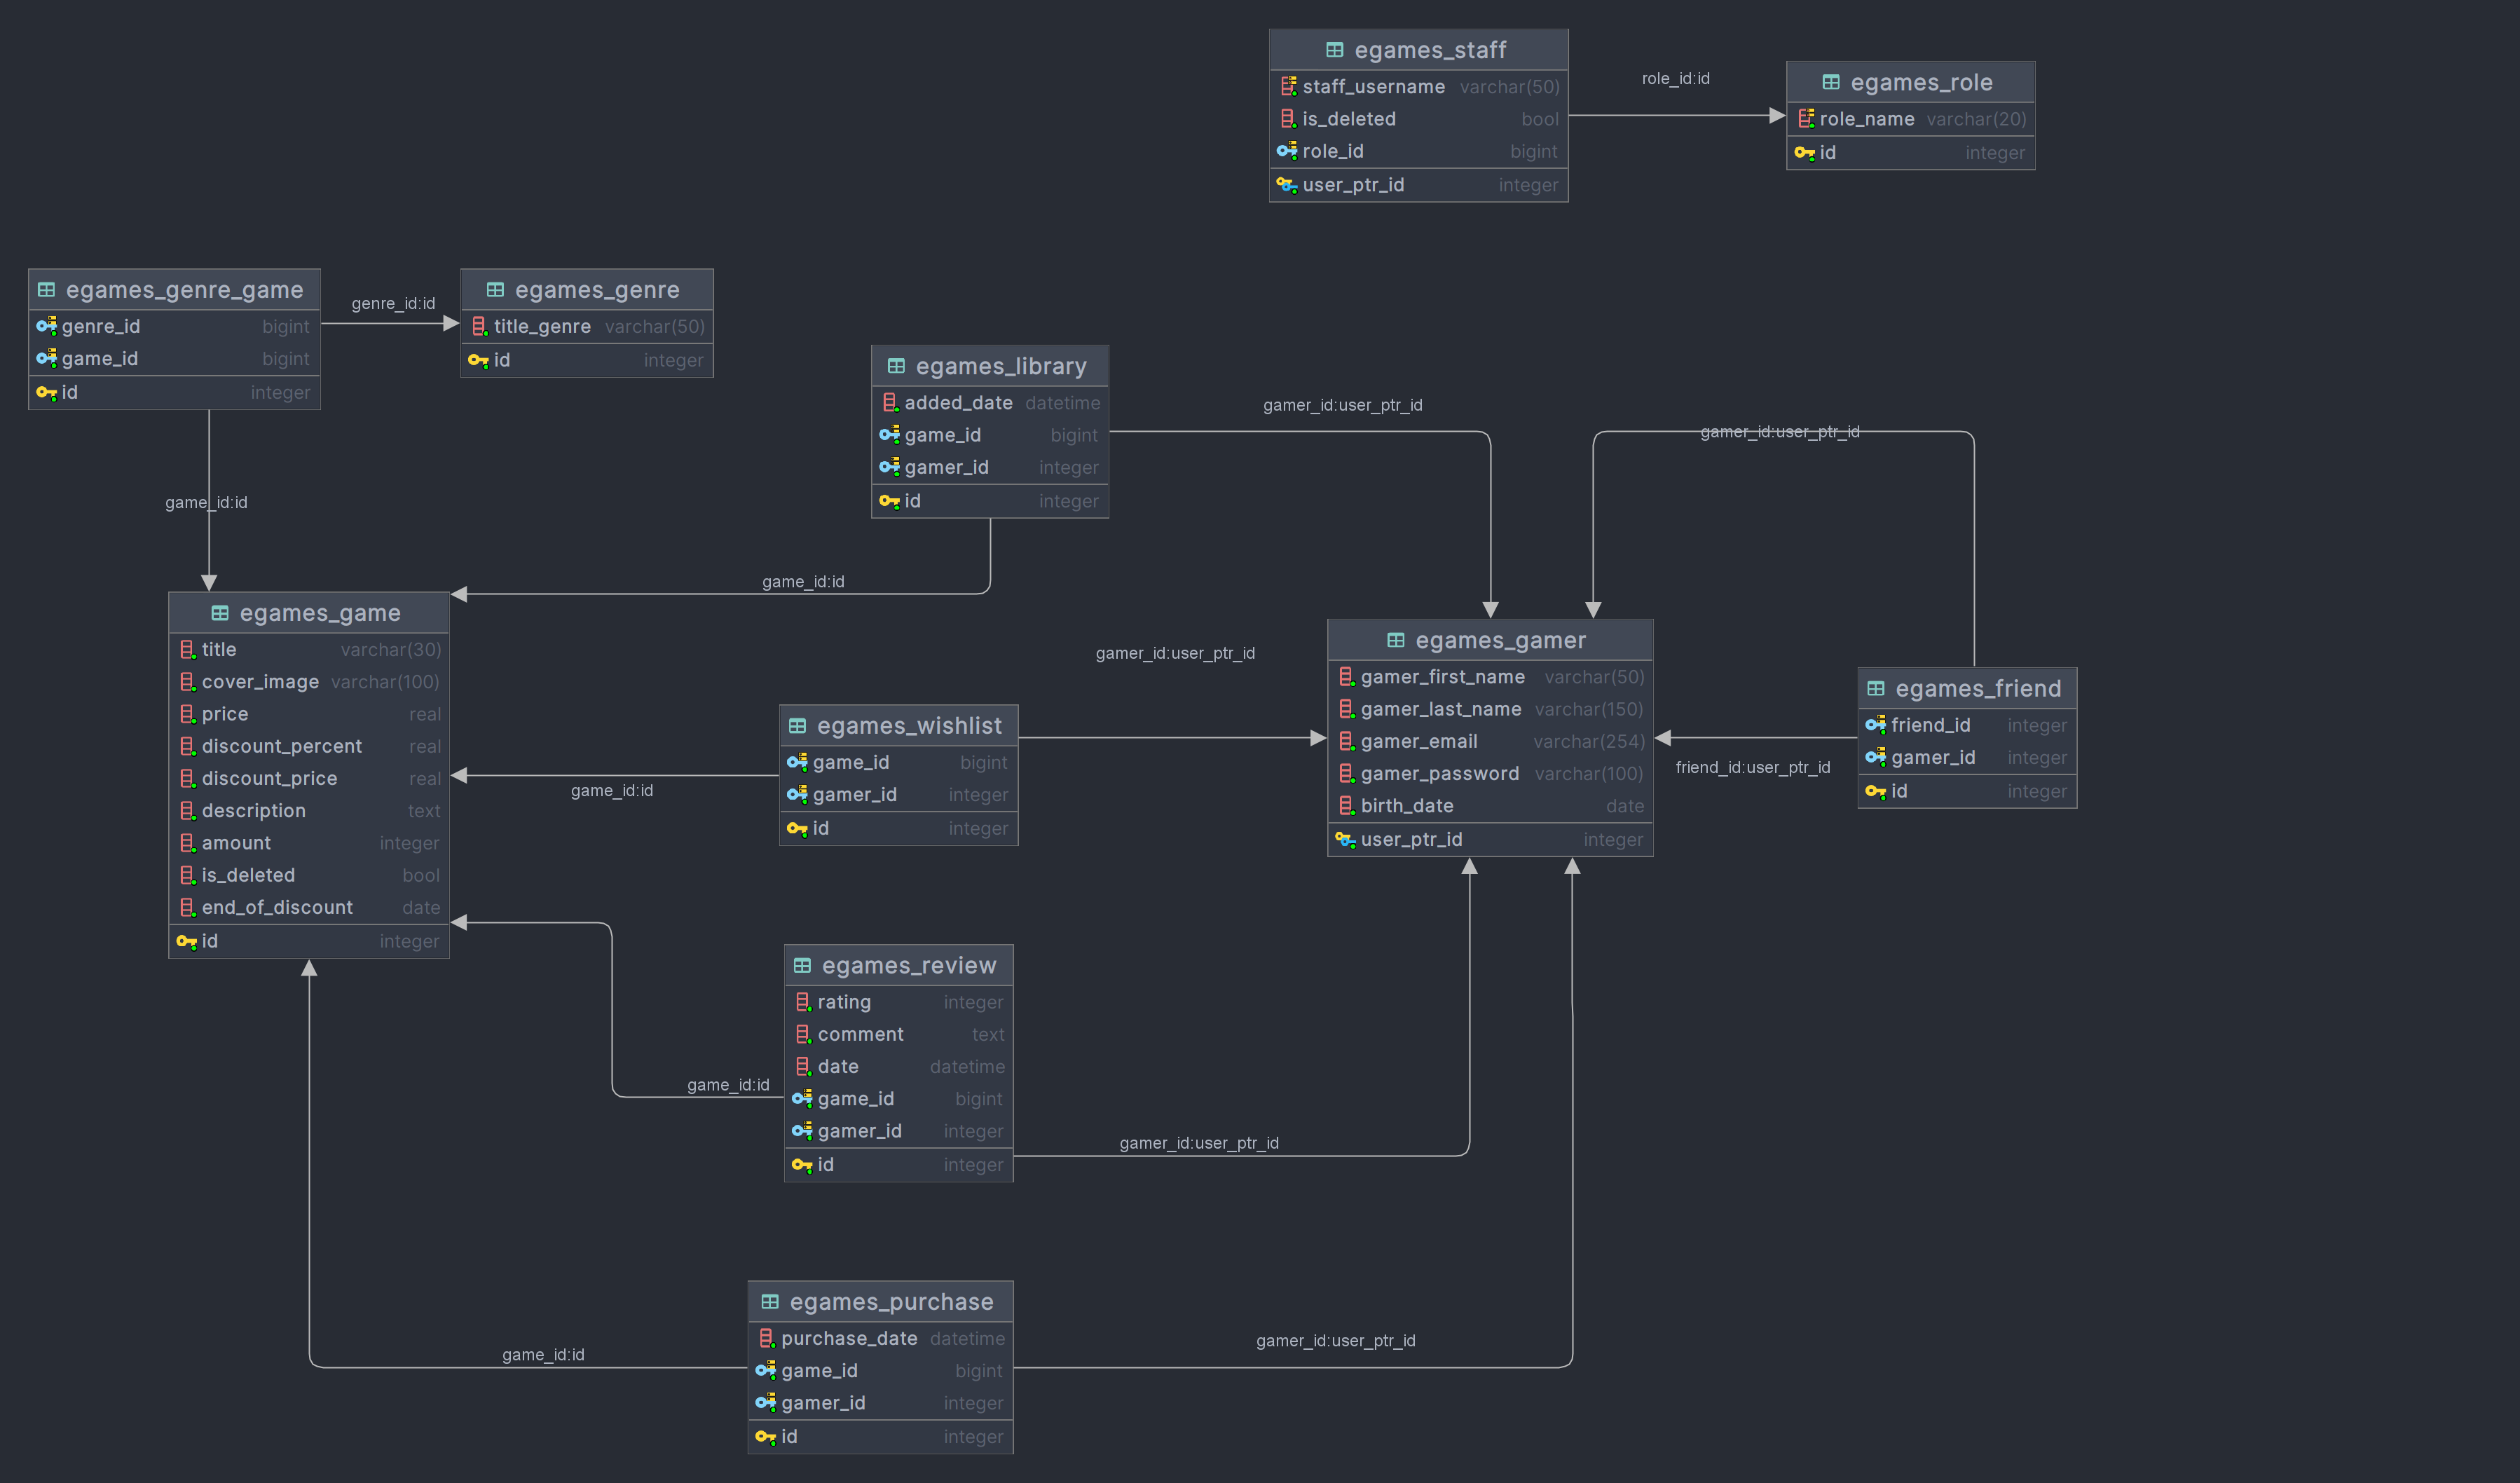 egames_staff
staff_username varchar(50)
is_deleted bool
role_id bigint
user_ptr_id integer
role_id:id
egames_role
role_name varchar(20)
id integer
egames_genre_game
genre_id bigint
game_id bigint
id integer
genre_id:id
egames_genre
title_genre varchar(50)
id integer
egames_library
added_date datetime
game_id bigint
gamer_id integer
id integer
gamer_id:user_ptr_id
gamer_id:user_ptr_id
game_id:id
game_id:id
egames_game
title varchar(30)
cover_image varchar(100)
price real
discount_percent real
discount_price real
description text
amount integer
is_deleted bool
end_of_discount date
id integer
gamer_id:user_ptr_id
egames_wishlist
game_id bigint
gamer_id integer
id integer
game_id:id
egames_gamer
gamer_first_name varchar(50)
gamer_last_name varchar(150)
gamer_email varchar(254)
gamer_password varchar(100)
birth_date date
user_ptr_id integer
friend_id:user_ptr_id
egames_friend
friend_id integer
gamer_id integer
id integer
egames_review
rating integer
comment text
date datetime
game_id bigint
gamer_id integer
id integer
game_id:id
gamer_id:user_ptr_id
egames_purchase
purchase_date datetime
game_id bigint
gamer_id integer
id integer
game_id:id
gamer_id:user_ptr_id